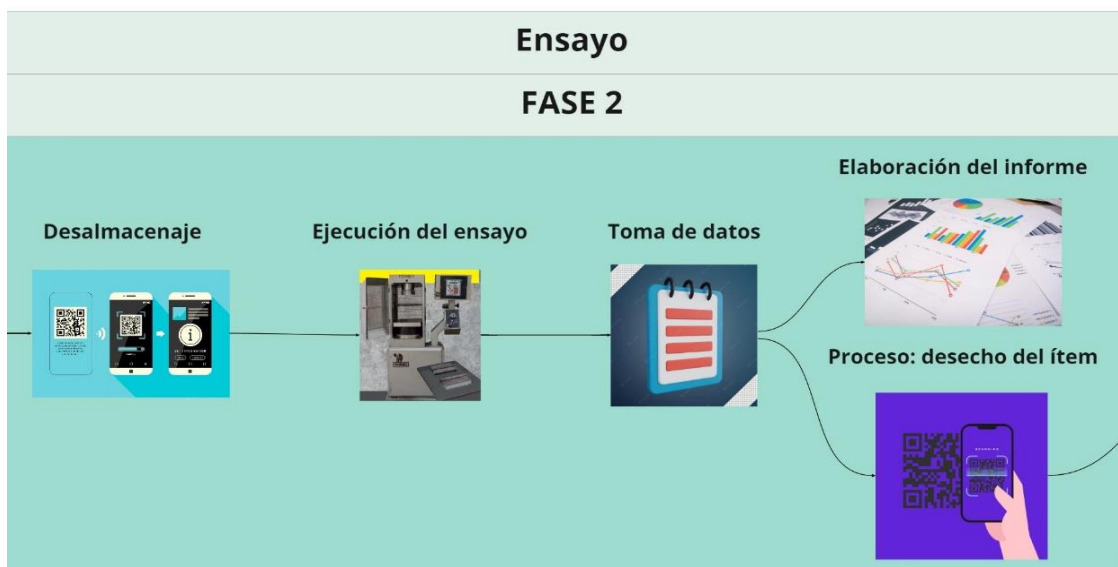 Ensayo
FASE 2
Elaboración del informe
Desalmacenaje
Ejecución del ensayo
Toma de datos
Proceso: desecho del ítem